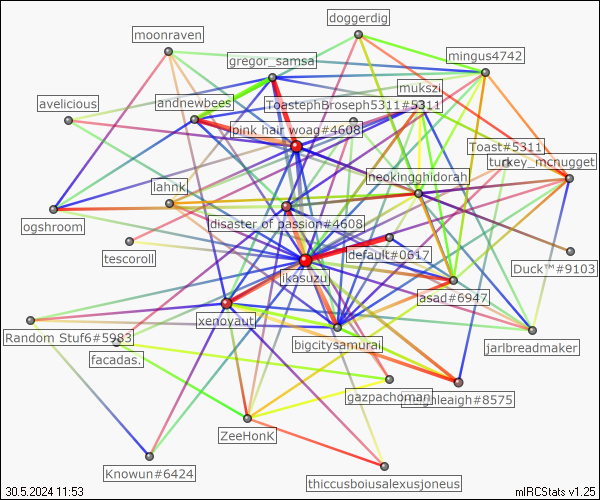 doggerdig
moonraven
mingus4742
gregor_samsa
mukszi
avelicious
andnewbees
ToastephBroseph5311#5311
pink hair woag#4608
Toast#5311
turkey_mcnugget
neokingghidorah
lahnk
ogshroom
disaster of passion#4608
tescoroll
default#0617
Duck™#9103
ikasuzu
asad#6947
xenoyaut
Random Stuf6#5983
bigcitysamurai
jarlbreadmaker
facadas.
gazpachoman
#8575
ZeeHonK
Knowun#6424
thiccusboiusalexusjoneus
30.5.2024 11:53
mIRCStats v1.25